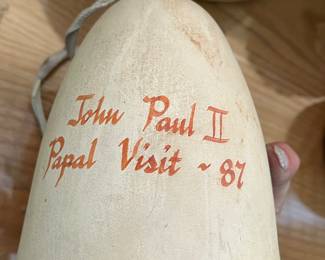 John Paul II
Papal Visit ~ 87